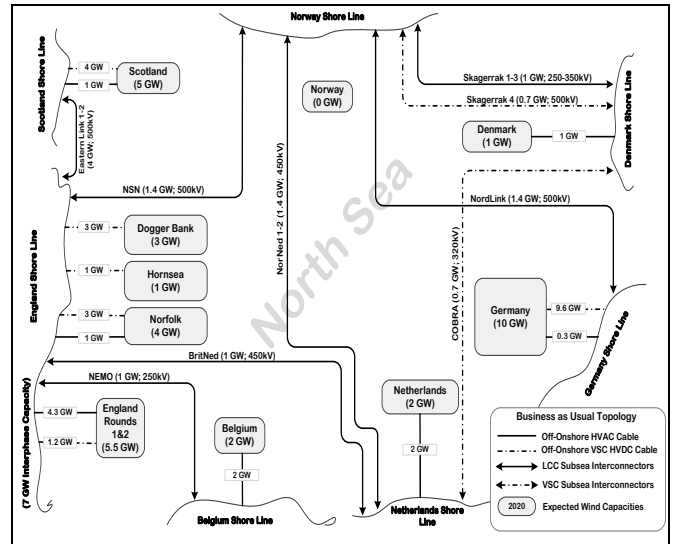 Norway Shore Line
Scotland Shore Line
4 GW
1 GW
Scotland
(5 GW)
Eastern Link 1-2
(4 GW; 500kV)
Norway
(0 GW)
Skagerrak 1-3 (1 GW; 250-350kV)
Skagerrak 4 (0.7 GW; 500kV)
Denmark
(1 GW)
1 GW
Denmark Shore Line
NSN (1.4 GW; 500kV)
NorNed 1-2 (1.4 GW; 450kV)
North Sea
NordLink (1.4 GW; 500kV)
COBRA (0.7 GW; 320kV)
England Shore Line
3 GW
Dogger Bank
(3 GW)
1 GW
Hornsea
(1 GW)
3 GW
1 GW
Norfolk
(4 GW)
Germany
(10 GW)
9.6 GW
0.3 GW
Germany Shore Line
BritNed (1 GW; 450kV)
NEMO (1 GW; 250kV)
(7 GW Interphase Capacity)
4.3 GW
1.2 GW
England
Rounds
1&2
(5.5 GW)
Belgium
(2 GW)
2 GW
Belgium Shore Line
Netherlands
(2 GW)
2 GW
Netherlands Shore
Line
Business as Usual Topology
Off-Onshore HVAC Cable
Off-Onshore VSC HVDC Cable
LCC Subsea Interconnectors
VSC Subsea Interconnectors
2020
Expected Wind Capacities